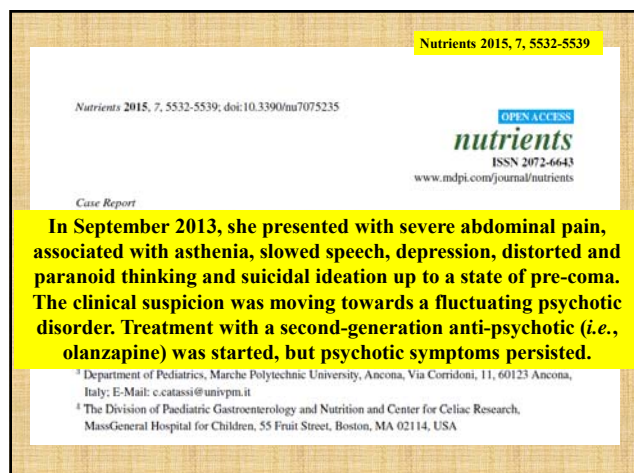 Nutrients 2015, 7, 5532-5539
Nutrients 2015, 7, 5532-5539; doi:10.3390/nu7075235
OPEN ACCESS
nutrients
ISSN 2072-6643
www.mdpi.com/journal/nutrients
Case Report
In September 2013, she presented with severe abdominal pain,
associated with asthenia, slowed speech, depression, distorted and
paranoid thinking and suicidal ideation up to a state of pre-coma.
The clinical suspicion was moving towards a fluctuating psychotic
disorder. Treatment with a second-generation anti-psychotic (i.e.,
olanzapine) was started, but psychotic symptoms persisted.
³ Department of Pediatrics, Marche Polytechnic University, Ancona, Via Corridoni, 11, 60123 Ancona,
Italy; E-Mail: c.catassi@univpm.it
⁴ The Division of Paediatric Gastroenterology and Nutrition and Center for Celiac Research,
MassGeneral Hospital for Children, 55 Fruit Street, Boston, MA 02114, USA